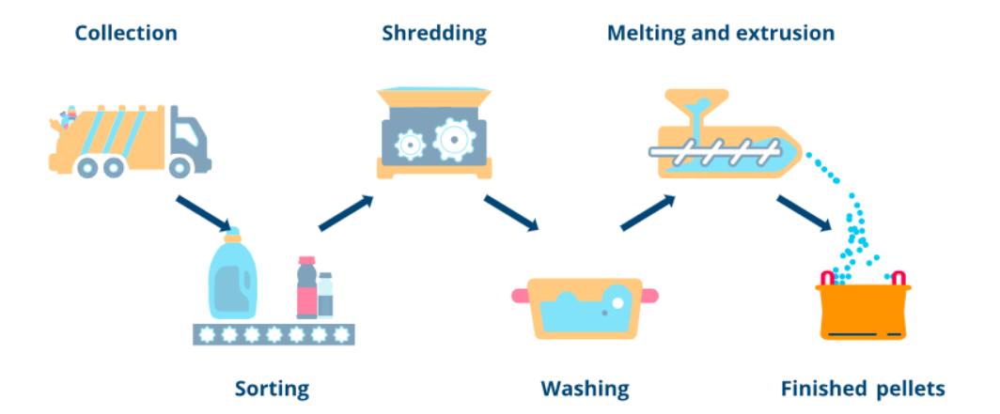 Collection
Shredding
Melting and extrusion
Sorting
Washing
Finished pellets